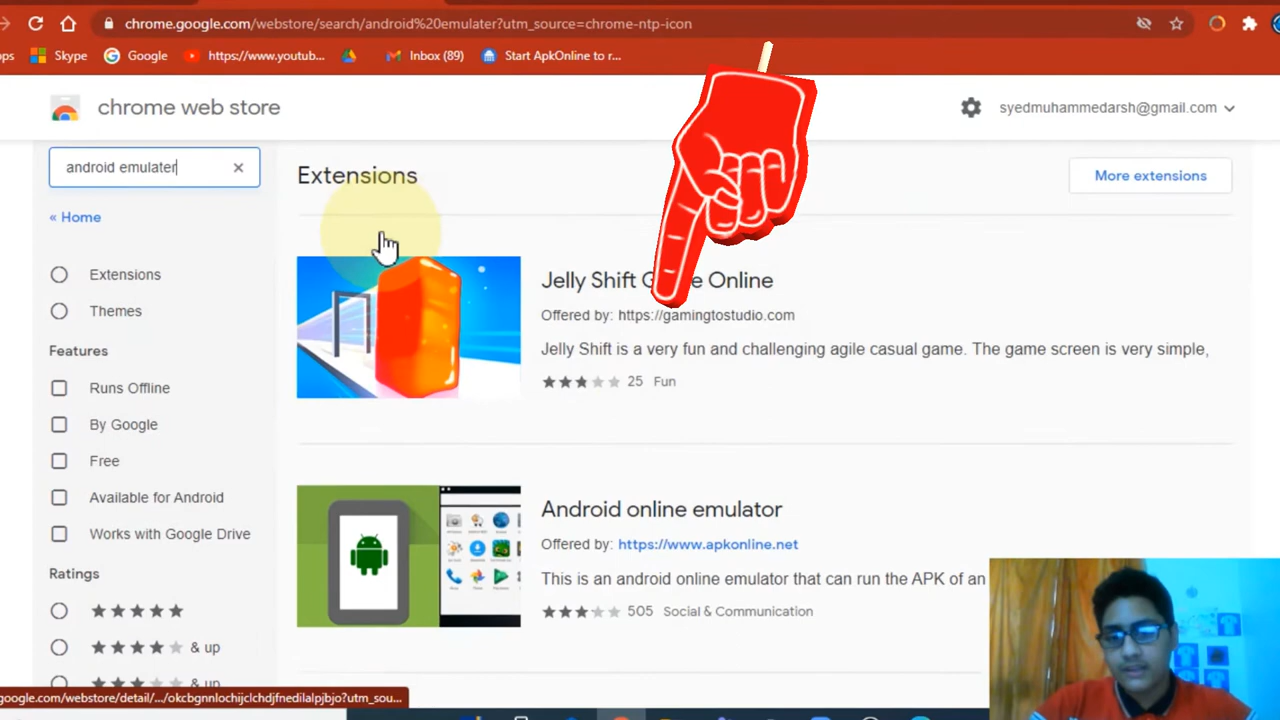 chrome.google.com/webstore/search/android%20emulater?utm_source=chrome-ntp-icon
ps Skype Google https://www.youtub... Inbox (89) Start ApkOnline to r...
chrome web store
syedmuhammedarsh@gmail.com
android emulater
Extensions
More extensions
« Home
Extensions
Themes
Features
Runs Offline
By Google
Free
Available for Android
Works with Google Drive
Ratings
& up
& up
Jelly Shift G e Online
Offered by: https://gamingtostudio.com
Jelly Shift is a very fun and challenging agile casual game. The game screen is very simple,
25 Fun
Android online emulator
Offered by: https://www.apkonline.net
This is an android online emulator that can run the APK of an
505 Social & Communication
google.com/webstore/detail/.../okcbgnnlochijclchdjfnedilalpjbjo?utm_sou...